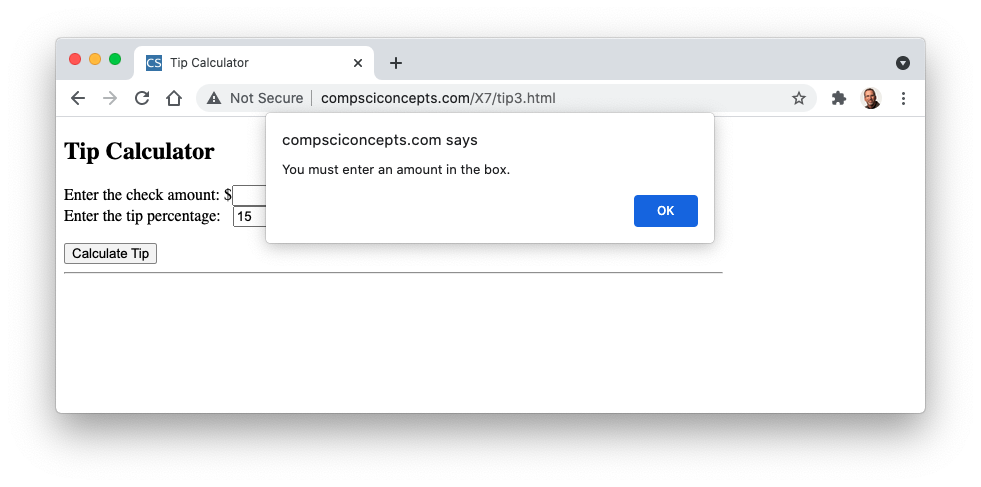 CS Tip Calculator
Not Secure compsciconcepts.com/X7/tip3.html
compsciconcepts.com says
You must enter an amount in the box.
OK
Tip Calculator
Enter the check amount: $
Enter the tip percentage: 15
Calculate Tip